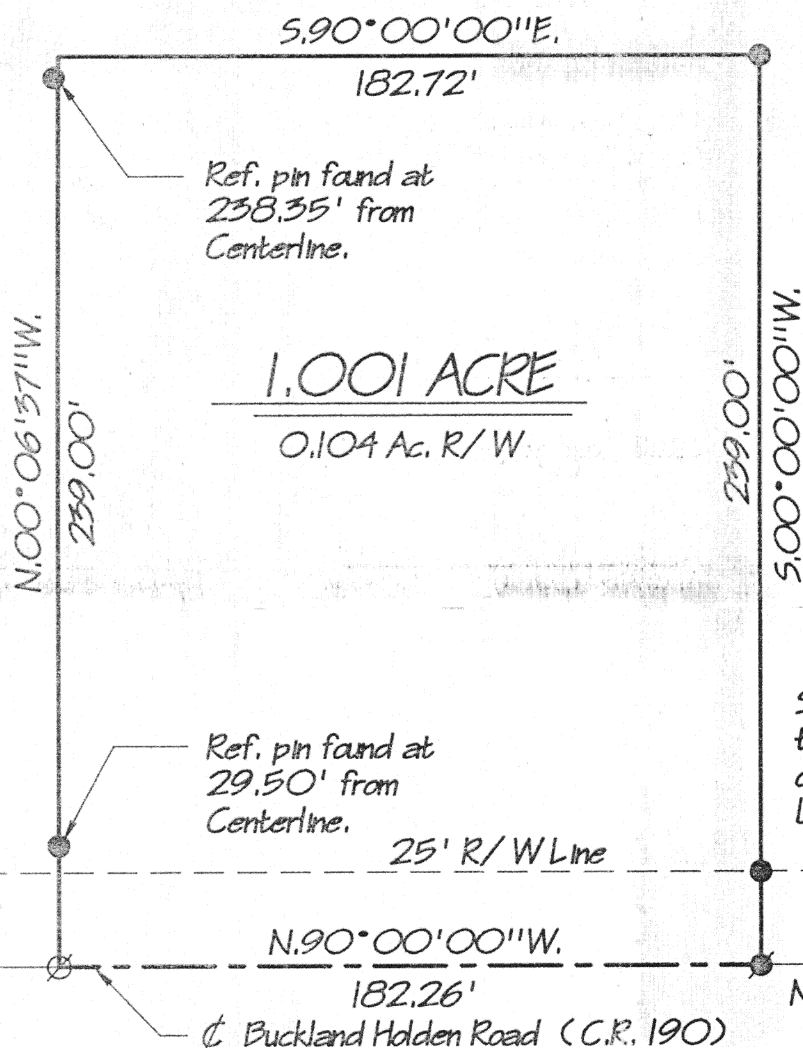 S.90°00'00"E.
182.72'
Ref. pin found at
238.35' from
Centerline.
N.00°06'37"W.
239.00'
1.001 ACRE
0.104 Ac. R/W
239.00'
S.00°00'00"W.
Ref. pin found at
29.50' from
Centerline.
25' R/W Line
N.90°00'00"W.
182.26'
℄ Buckland Holden Road (C.R. 190)